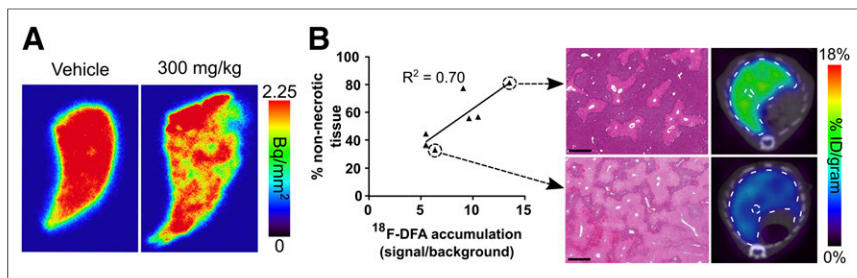 A
Vehicle
300 mg/kg
2.25
Bq/mm²
0
B
100
80
60
40
20
0
% non-necrotic
tissue
R² = 0.70
0
5
10
15
¹⁸F-DFA accumulation
(signal/background)
18%
% ID/gram
0%